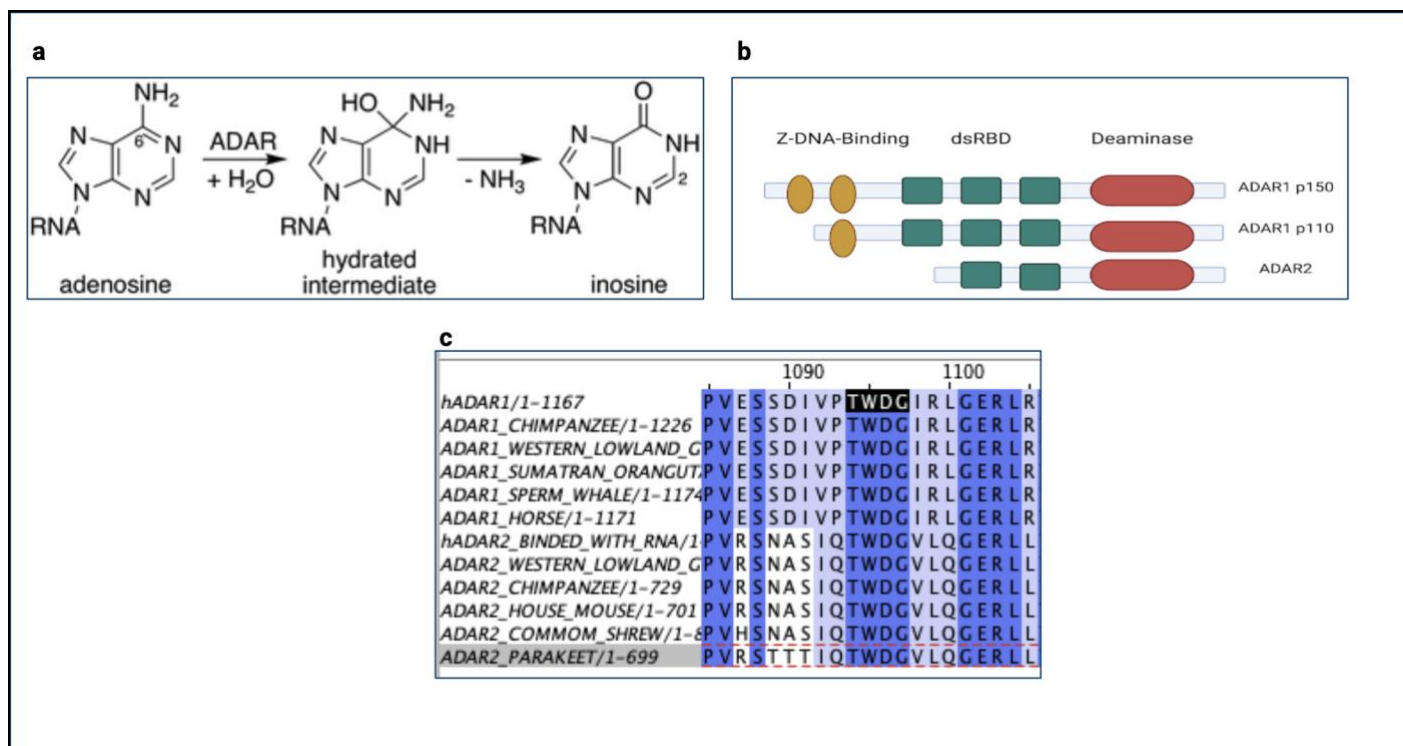 a
NH2
6
N
N
N
N
RNA
adenosine
ADAR
+ H2O
HO
NH2
N
NH
N
N
RNA
hydrated
intermediate
- NH3
O
N
NH
N
N
2
RNA
inosine
b
Z-DNA-Binding dsRBD Deaminase
ADAR1 p150
ADAR1 p110
ADAR2
c
1090 1100
hADAR1/1-1167 PVESSDIVPTWDGIRLGERLR
ADAR1_CHIMPANZEE/1-1226 PVESSDIVPTWDGIRLGERLR
ADAR1_WESTERN_LOWLAND_G PVESSDIVPTWDGIRLGERLR
ADAR1_SUMATRAN_ORANGUT PVESSDIVPTWDGIRLGERLR
ADAR1_SPERM_WHALE/1-1174 PVESSDIVPTWDGIRLGERLR
ADAR1_HORSE/1-1171 PVESSDIVPTWDGIRLGERLR
hADAR2_BINDED_WITH_RNA/1 PVRSNASIQTWDGVLQGERLL
ADAR2_WESTERN_LOWLAND_G PVRSNASIQTWDGVLQGERLL
ADAR2_CHIMPANZEE/1-729 PVRSNASIQTWDGVLQGERLL
ADAR2_HOUSE_MOUSE/1-701 PVRSNASIQTWDGVLQGERLL
ADAR2_COMMOM_SHREW/1-8 PVHSNASIQTWDGVLQGERLL
ADAR2_PARAKEET/1-699 PVRSTTTIQTWDGVLQGERLL